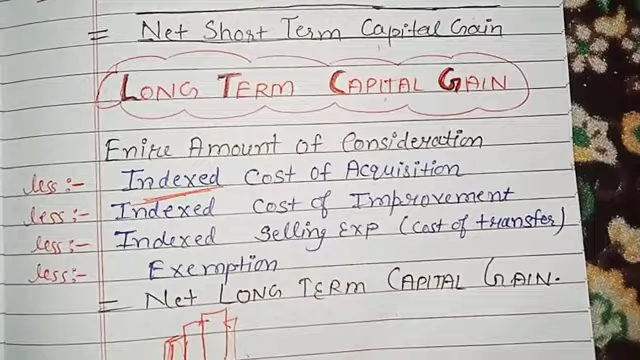 = Net Short Term Capital Gain
LONG TERM CAPITAL GAIN
Enire Amount of Consideration
less:- Indexed Cost of Acquisition
less:- Indexed Cost of Improvement
less:- Indexed Selling Exp (Cost of transfer)
less:- Exemption
= Net LONG TERM CAPITAL GAIN.